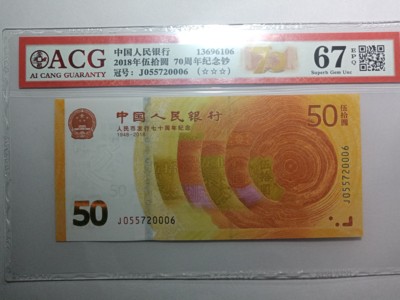 ACG
AI CANG GUARANTY
中国人民银行 13696106
2018年伍拾圆 70周年纪念钞
冠号: J055720006 (☆☆☆)
67 EPQ
Superb Gem Unc
中国人民银行
人民币发行七十周年纪念
1948-2018
50 伍拾圆
J055720006
50
J055720006